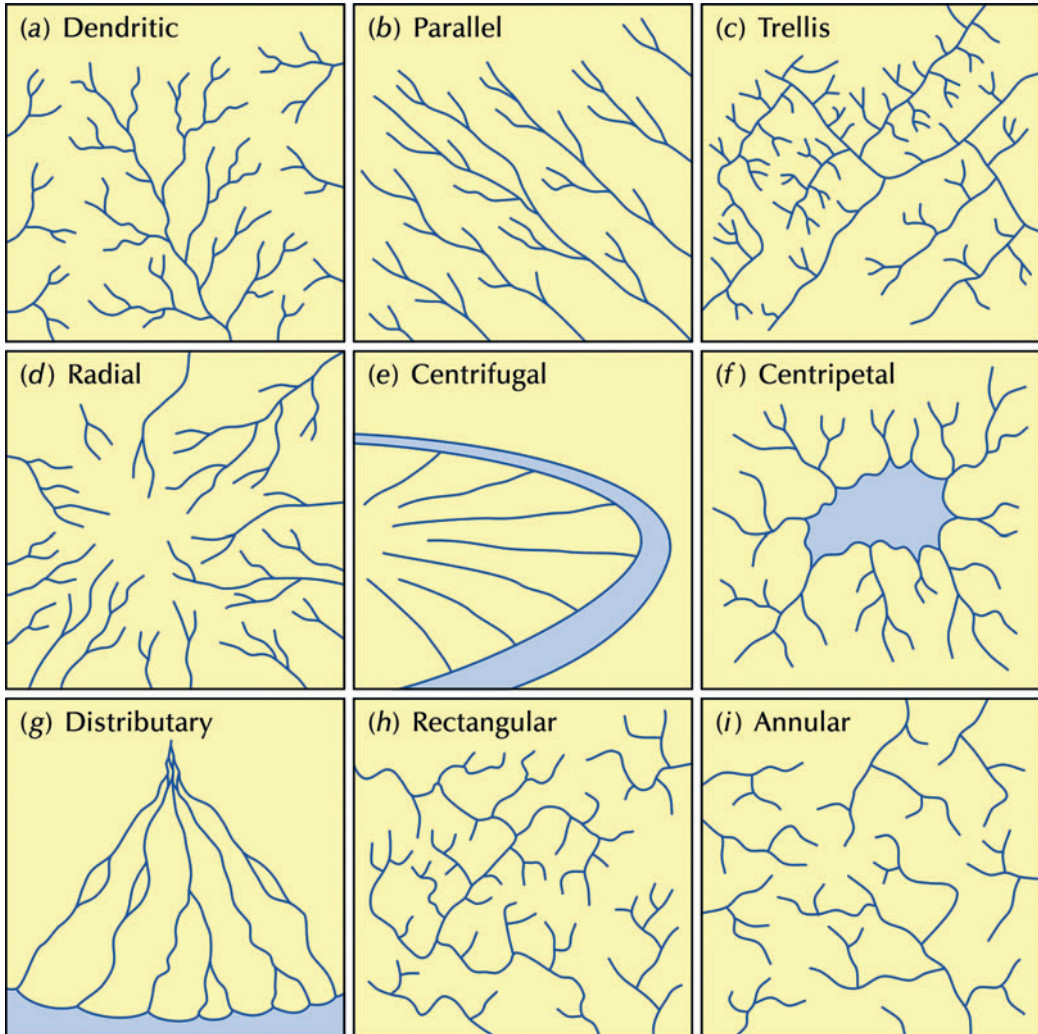 (a) Dendritic
(b) Parallel
(c) Trellis
(d) Radial
(e) Centrifugal
(f) Centripetal
(g) Distributary
(h) Rectangular
(i) Annular